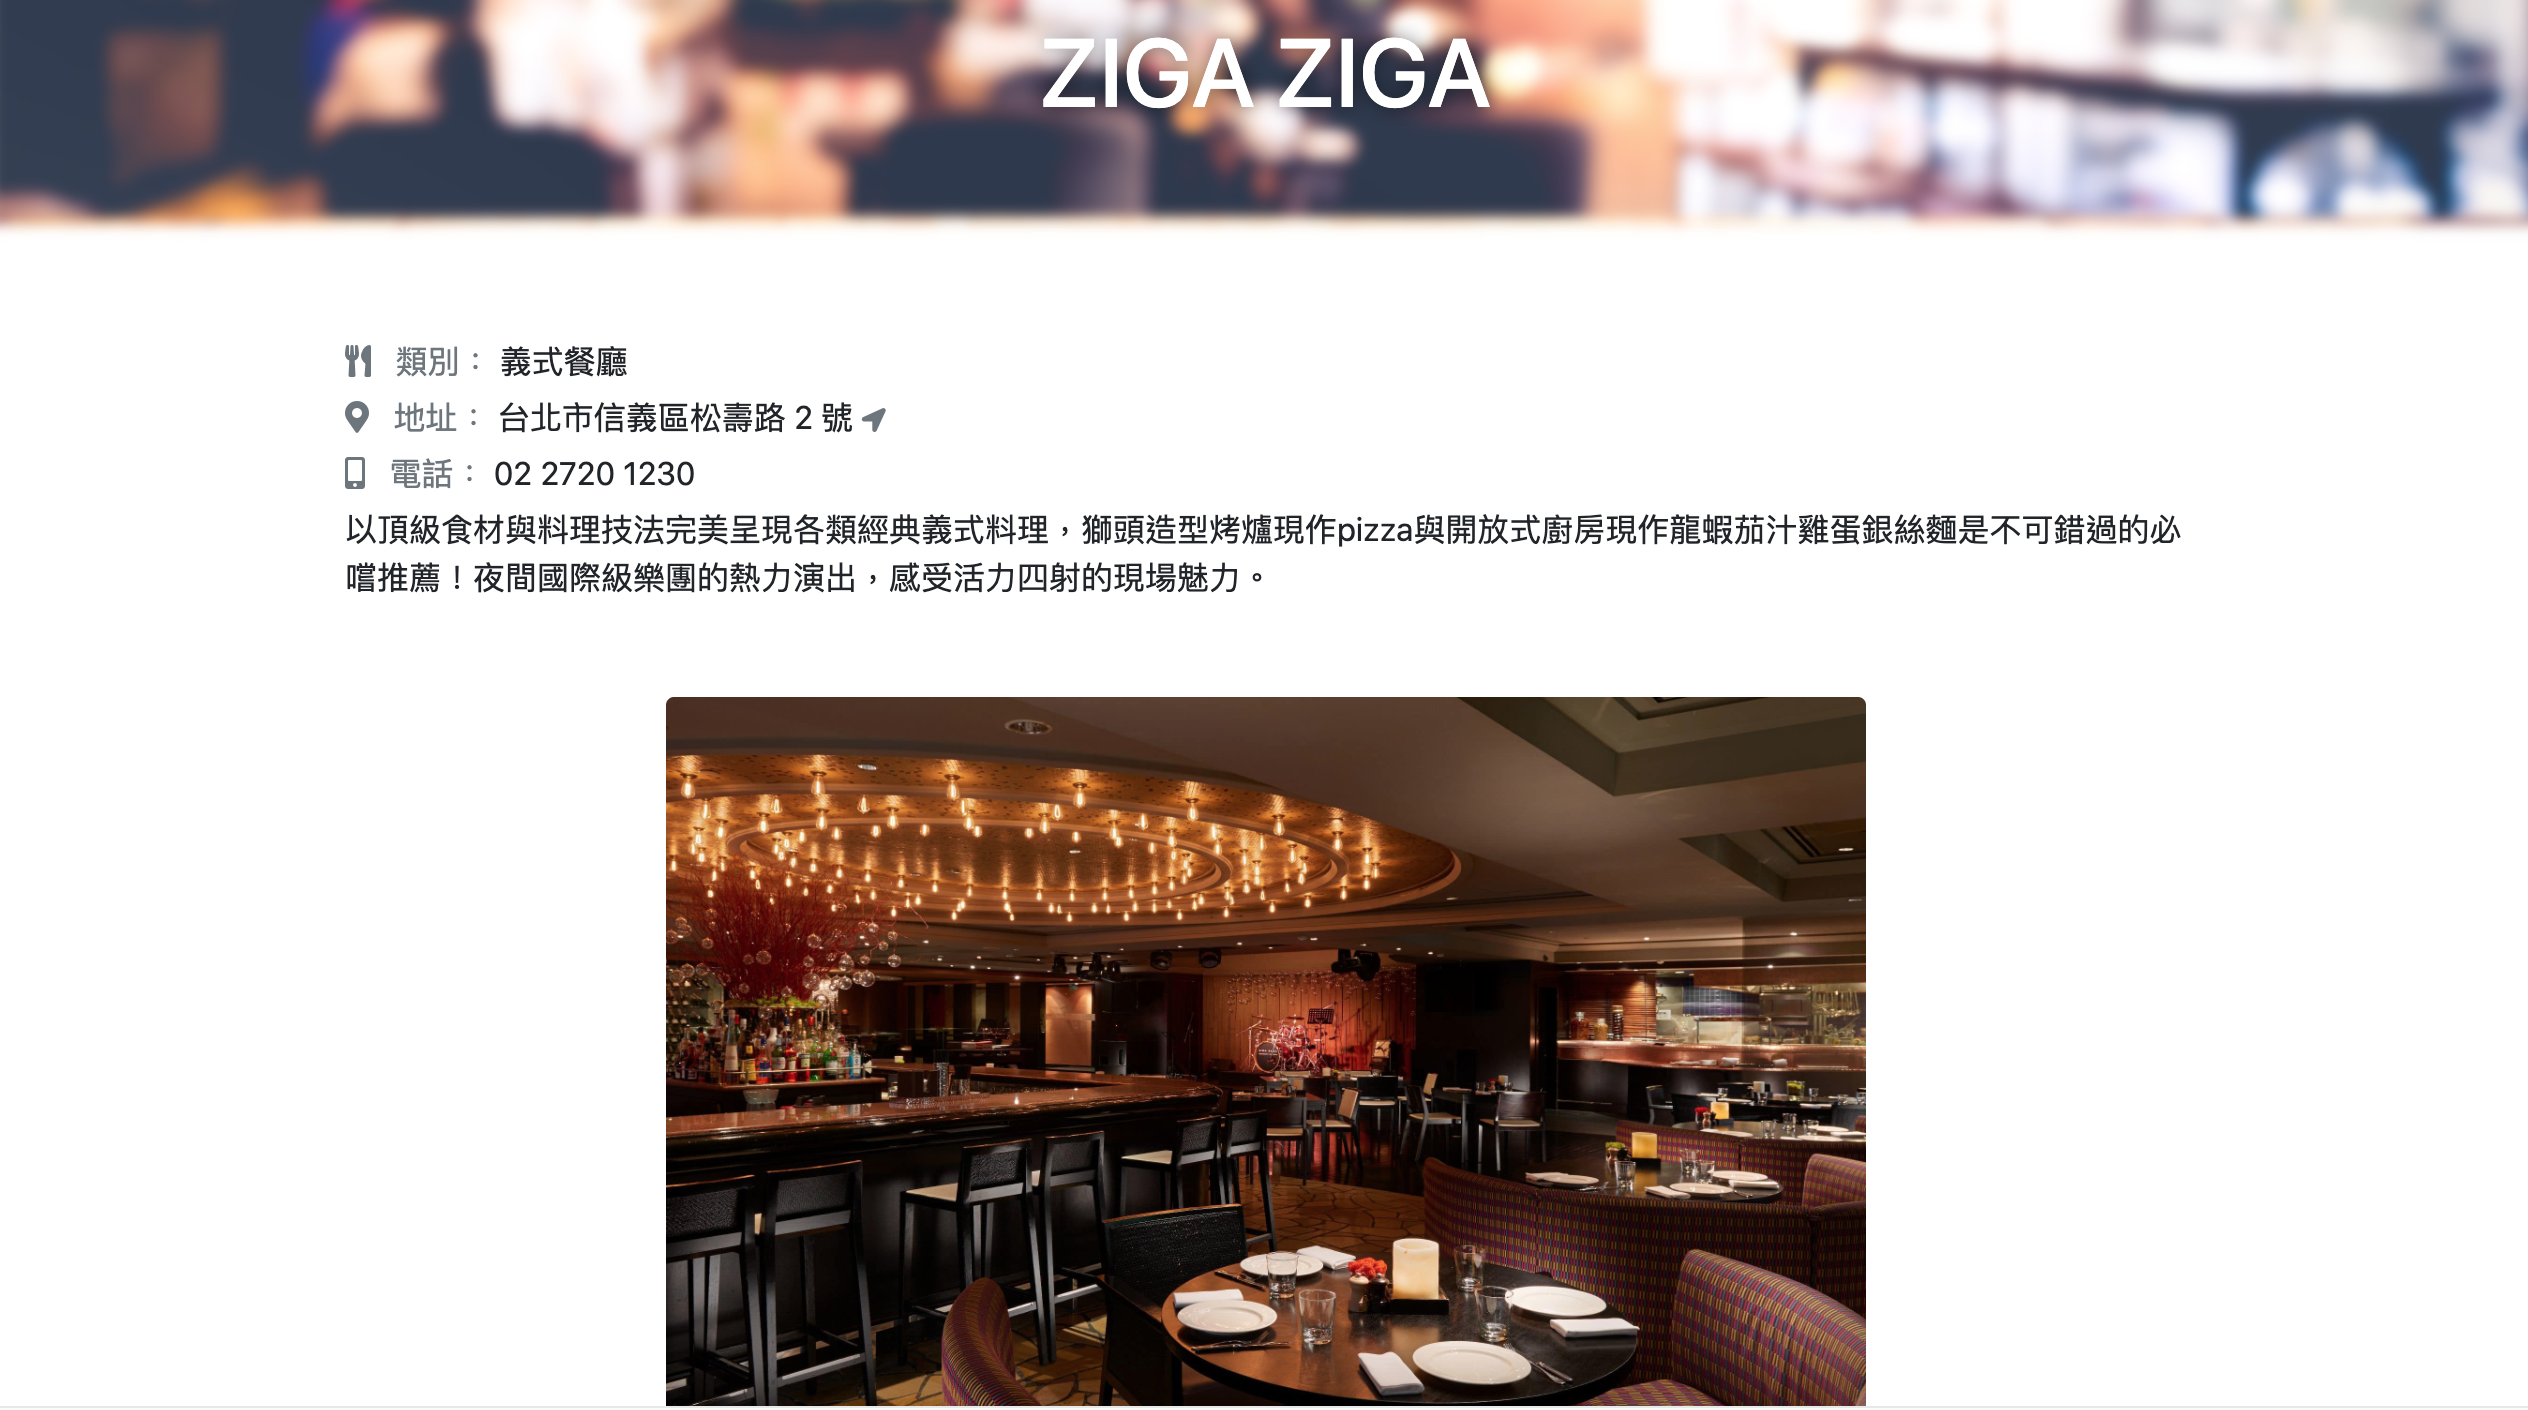 ZIGA ZIGA
類別： 義式餐廳
地址： 台北市信義區松壽路 2 號
電話： 02 2720 1230
以頂級食材與料理技法完美呈現各類經典義式料理，獅頭造型烤爐現作pizza與開放式廚房現作龍蝦茄汁雞蛋銀絲麵是不可錯過的必
嚐推薦！夜間國際級樂團的熱力演出，感受活力四射的現場魅力。